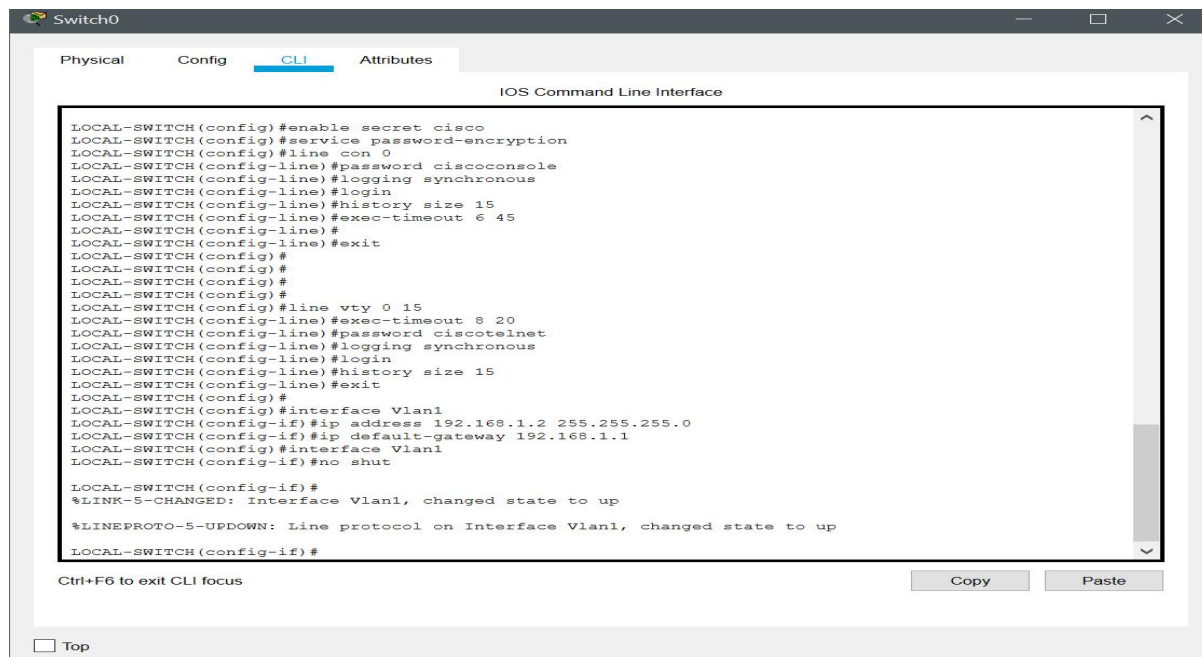 Switch0
Physical Config CLI Attributes
IOS Command Line Interface
LOCAL-SWITCH(config)#enable secret cisco
LOCAL-SWITCH(config)#service password-encryption
LOCAL-SWITCH(config)#line con 0
LOCAL-SWITCH(config-line)#password ciscoconsole
LOCAL-SWITCH(config-line)#logging synchronous
LOCAL-SWITCH(config-line)#login
LOCAL-SWITCH(config-line)#history size 15
LOCAL-SWITCH(config-line)#exec-timeout 6 45
LOCAL-SWITCH(config-line)#
LOCAL-SWITCH(config-line)#exit
LOCAL-SWITCH(config)#
LOCAL-SWITCH(config)#
LOCAL-SWITCH(config)#
LOCAL-SWITCH(config)#
LOCAL-SWITCH(config)#line vty 0 15
LOCAL-SWITCH(config-line)#exec-timeout 8 20
LOCAL-SWITCH(config-line)#password ciscotelnet
LOCAL-SWITCH(config-line)#logging synchronous
LOCAL-SWITCH(config-line)#login
LOCAL-SWITCH(config-line)#history size 15
LOCAL-SWITCH(config-line)#exit
LOCAL-SWITCH(config)#
LOCAL-SWITCH(config)#interface Vlan1
LOCAL-SWITCH(config-if)#ip address 192.168.1.2 255.255.255.0
LOCAL-SWITCH(config-if)#ip default-gateway 192.168.1.1
LOCAL-SWITCH(config)#interface Vlan1
LOCAL-SWITCH(config-if)#no shut
LOCAL-SWITCH(config-if)#
%LINK-5-CHANGED: Interface Vlan1, changed state to up
%LINEPROTO-5-UPDOWN: Line protocol on Interface Vlan1, changed state to up
LOCAL-SWITCH(config-if)#
Ctrl+F6 to exit CLI focus
Copy Paste
Top